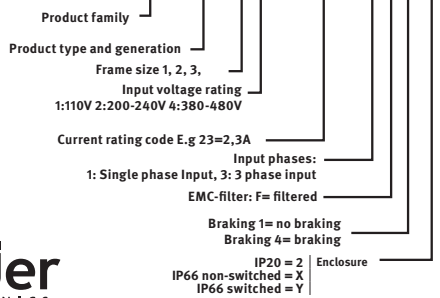 Product family
Product type and generation
Frame size 1, 2, 3,
Input voltage rating
1:110V 2:200-240V 4:380-480V
Current rating code E.g 23=2,3A
Input phases:
1: Single phase Input, 3: 3 phase input
EMC-filter: F= filtered
Braking 1= no braking
Braking 4= braking
IP20 = 2 Enclosure
IP66 non-switched = X
IP66 switched = Y